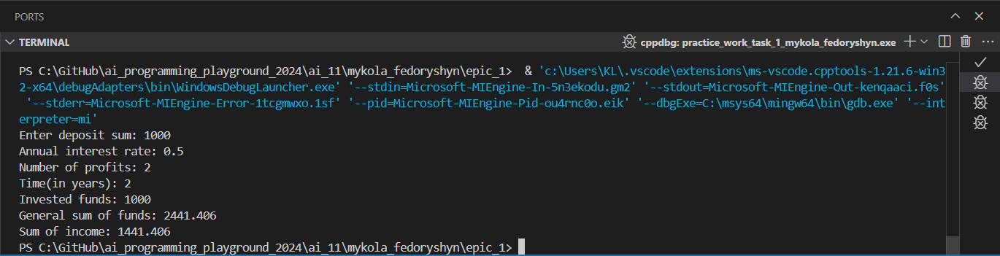 PORTS
TERMINAL
cppdbg: practice_work_task_1_mykola_fedoryshyn.exe
PS C:\GitHub\ai_programming_playground_2024\ai_11\mykola_fedoryshyn\epic_1>  & 'c:\Users\KL\.vscode\extensions\ms-vscode.cpptools-1.21.6-win3
2-x64\debugAdapters\bin\WindowsDebugLauncher.exe' '--stdin=Microsoft-MIEngine-In-5n3ekodu.gm2' '--stdout=Microsoft-MIEngine-Out-kenqaaci.f0s'
'--stderr=Microsoft-MIEngine-Error-1tcgmwxo.1sf' '--pid=Microsoft-MIEngine-Pid-ou4rnc0o.eik' '--dbgExe=C:\msys64\mingw64\bin\gdb.exe' '--int
erpreter=mi'
Enter deposit sum: 1000
Annual interest rate: 0.5
Number of profits: 2
Time(in years): 2
Invested funds: 1000
General sum of funds: 2441.406
Sum of income: 1441.406
PS C:\GitHub\ai_programming_playground_2024\ai_11\mykola_fedoryshyn\epic_1>